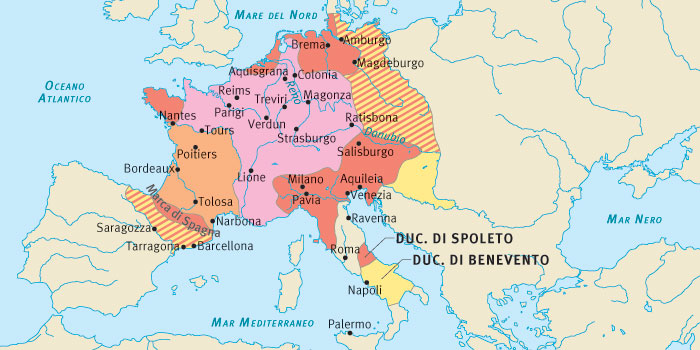 MARE DEL NORD
Amburgo
Brema
Magdeburgo
Aquisgrana
Colonia
OCEANO
ATLANTICO
Reims
Reno
Treviri
Magonza
Nantes
Parigi
Ratisbona
Tours
Verdun
Strasburgo
Danubio
Poitiers
Salisburgo
Bordeaux
Lione
Milano
Aquileia
Marca di Spagna
Tolosa
Pavia
Venezia
Narbona
Ravenna
MAR NERO
Saragozza
Tarragona
Barcellona
Roma
DUC. DI SPOLETO
DUC. DI BENEVENTO
Napoli
MAR MEDITERRANEO
Palermo